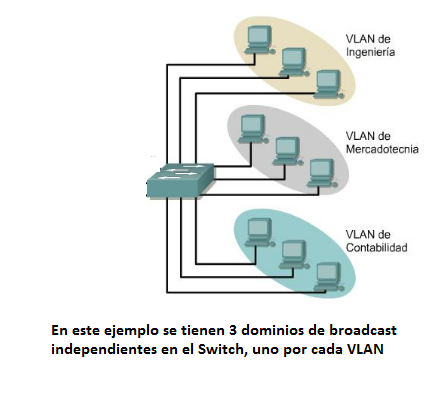 VLAN de
Ingeniería
VLAN de
Mercadotecnia
VLAN de
Contabilidad
En este ejemplo se tienen 3 dominios de broadcast
independientes en el Switch, uno por cada VLAN